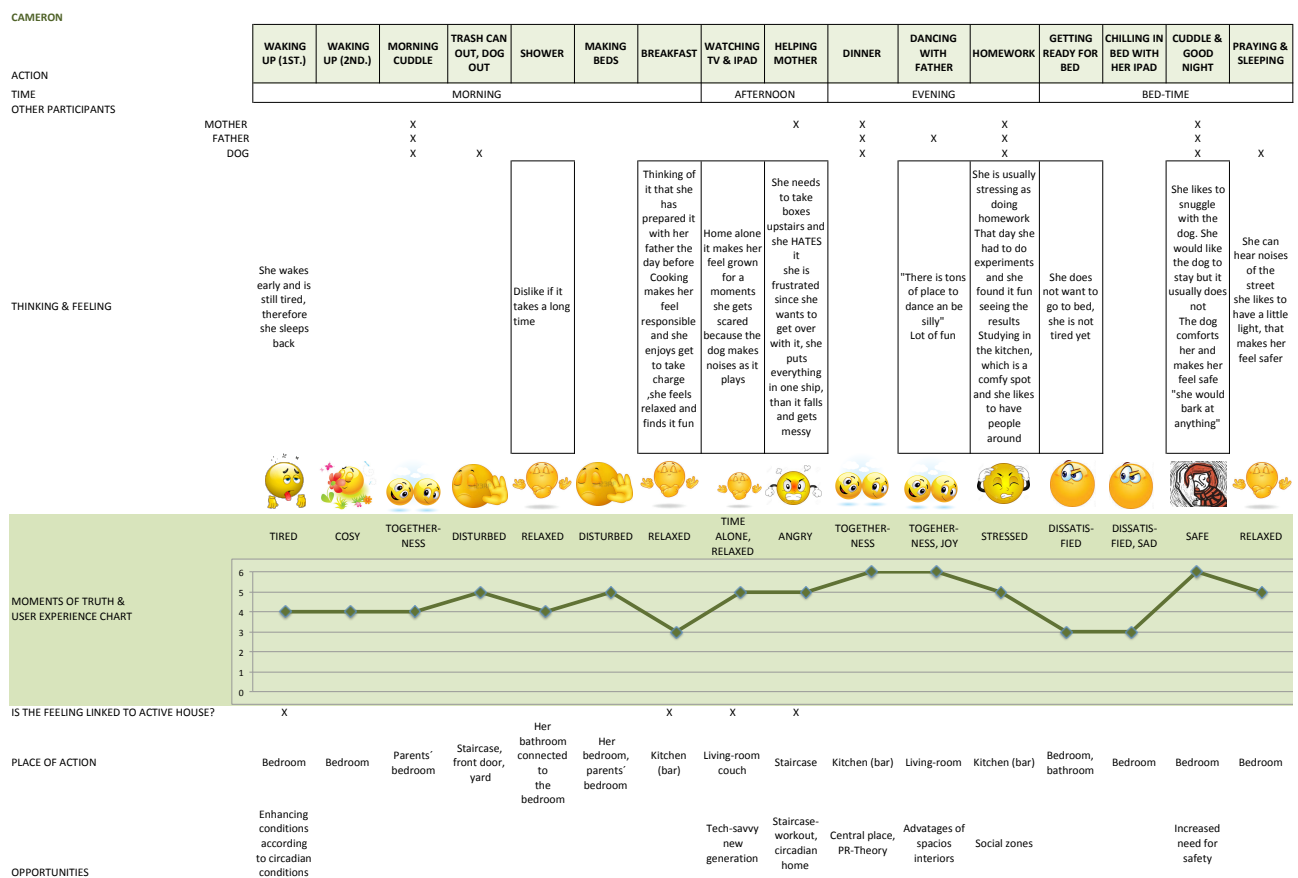 CAMERON
ACTION
WAKING
UP (1ST.)
WAKING
UP (2ND.)
MORNING
CUDDLE
TRASH CAN
OUT, DOG
OUT
SHOWER
MAKING
BEDS
BREAKFAST
WATCHING
TV & IPAD
HELPING
MOTHER
DINNER
DANCING
WITH
FATHER
HOMEWORK
GETTING
READY FOR
BED
CHILLING IN
BED WITH
HER IPAD
CUDDLE &
GOOD
NIGHT
PRAYING &
SLEEPING
TIME
MORNING
AFTERNOON
EVENING
BED-TIME
OTHER PARTICIPANTS
MOTHER X X X X X
FATHER X X X X X
DOG X X X X X X
THINKING & FEELING
She wakes
early and is
still tired,
therefore
she sleeps
back
Dislike if it
takes a long
time
Thinking of
it that she
has
prepared it
with her
father the
day before
Cooking
makes her
feel
responsible
and she
enjoys get
to take
charge
,she feels
relaxed and
finds it fun
Home alone
it makes her
feel grown
for a
moments
she gets
scared
because the
dog makes
noises as it
plays
She needs
to take
boxes
upstairs and
she HATES
it
she is
frustrated
since she
wants to
get over
with it, she
puts
everything
in one ship,
than it falls
and gets
messy
"There is tons
of place to
dance an be
silly"
Lot of fun
She is usually
stressing as
doing
homework
That day she
had to do
experiments
and she
found it fun
seeing the
results
Studying in
the kitchen,
which is a
comfy spot
and she likes
to have
people
around
She does
not want to
go to bed,
she is not
tired yet
She likes to
snuggle
with the
dog. She
would like
the dog to
stay but it
usually does
not
The dog
comforts
her and
makes her
feel safe
"she would
bark at
anything"
She can
hear noises
of the
street
she likes to
have a little
light, that
makes her
feel safer
TIRED
COSY
TOGETHER-
NESS
DISTURBED
RELAXED
DISTURBED
RELAXED
TIME
ALONE,
RELAXED
ANGRY
TOGETHER-
NESS
TOGEHER-
NESS, JOY
STRESSED
DISSATIS-
FIED
DISSATIS-
FIED, SAD
SAFE
RELAXED
MOMENTS OF TRUTH &
USER EXPERIENCE CHART
6
5
4
3
2
1
0
IS THE FEELING LINKED TO ACTIVE HOUSE? X X X X
PLACE OF ACTION
Bedroom
Bedroom
Parents´
bedroom
Staircase,
front door,
yard
Her
bathroom
connected
to
the
bedroom
Her
bedroom,
parents´
bedroom
Kitchen
(bar)
Living-room
couch
Staircase
Kitchen (bar)
Living-room
Kitchen (bar)
Bedroom,
bathroom
Bedroom
Bedroom
Bedroom
OPPORTUNITIES
Enhancing
conditions
according
to circadian
conditions
Tech-savvy
new
generation
Staircase-
workout,
circadian
home
Central place,
PR-Theory
Advatages of
spacios
interiors
Social zones
Increased
need for
safety